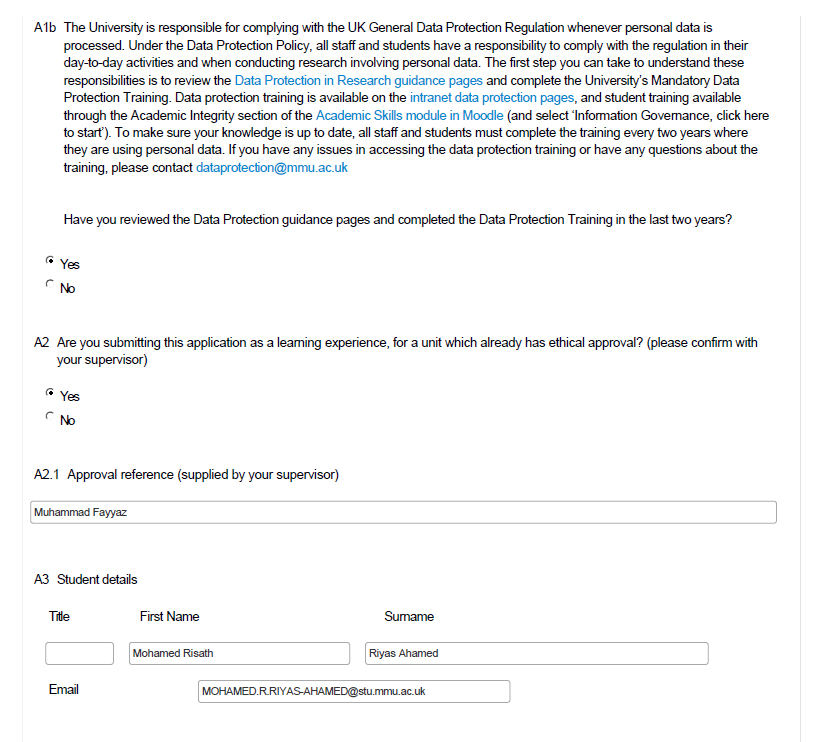 A1b The University is responsible for complying with the UK General Data Protection Regulation whenever personal data is
processed. Under the Data Protection Policy, all staff and students have a responsibility to comply with the regulation in their
day-to-day activities and when conducting research involving personal data. The first step you can take to understand these
responsibilities is to review the Data Protection in Research guidance pages and complete the University's Mandatory Data
Protection Training. Data protection training is available on the intranet data protection pages, and student training available
through the Academic Integrity section of the Academic Skills module in Moodle (and select 'Information Governance, click here
to start'). To make sure your knowledge is up to date, all staff and students must complete the training every two years where
they are using personal data. If you have any issues in accessing the data protection training or have any questions about the
training, please contact dataprotection@mmu.ac.uk
Have you reviewed the Data Protection guidance pages and completed the Data Protection Training in the last two years?
Yes
No
A2 Are you submitting this application as a learning experience, for a unit which already has ethical approval? (please confirm with
your supervisor)
Yes
No
A2.1 Approval reference (supplied by your supervisor)
Muhammad Fayyaz
A3 Student details
Title First Name Surname
Mohamed Risath Riyas Ahamed
Email MOHAMED.R.RIYAS-AHAMED@stu.mmu.ac.uk